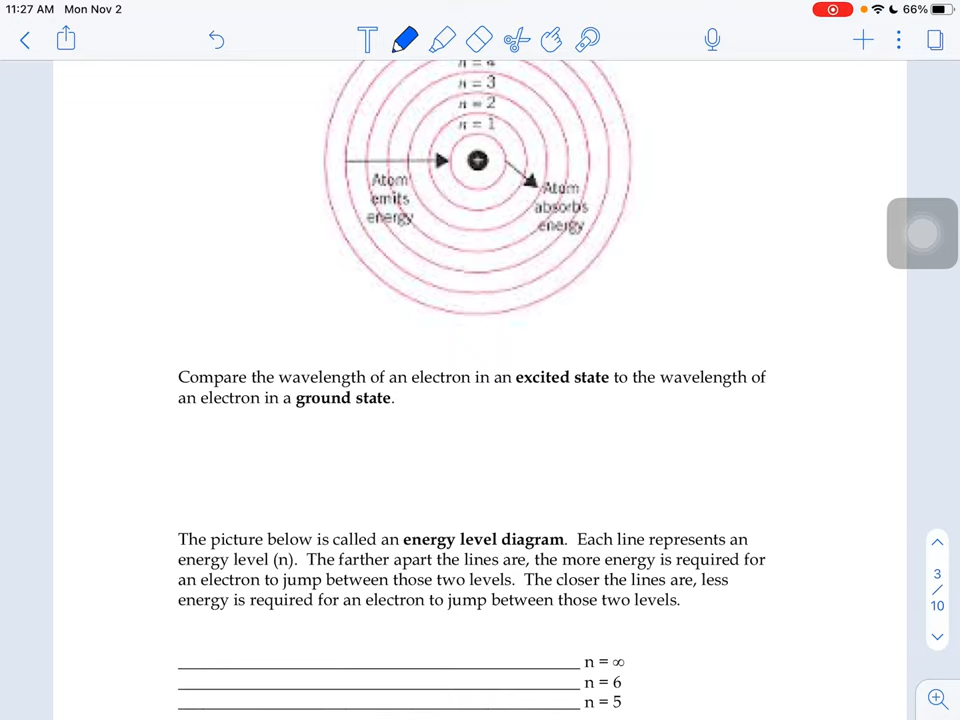 11:27 AM Mon Nov 2
66%
n = 4
n = 3
n = 2
n = 1
Atom
emits
energy
Atom
absorbs
energy
Compare the wavelength of an electron in an excited state to the wavelength of
an electron in a ground state.
The picture below is called an energy level diagram. Each line represents an
energy level (n). The farther apart the lines are, the more energy is required for
an electron to jump between those two levels. The closer the lines are, less
energy is required for an electron to jump between those two levels.
3
/
10
n = ∞
n = 6
n = 5